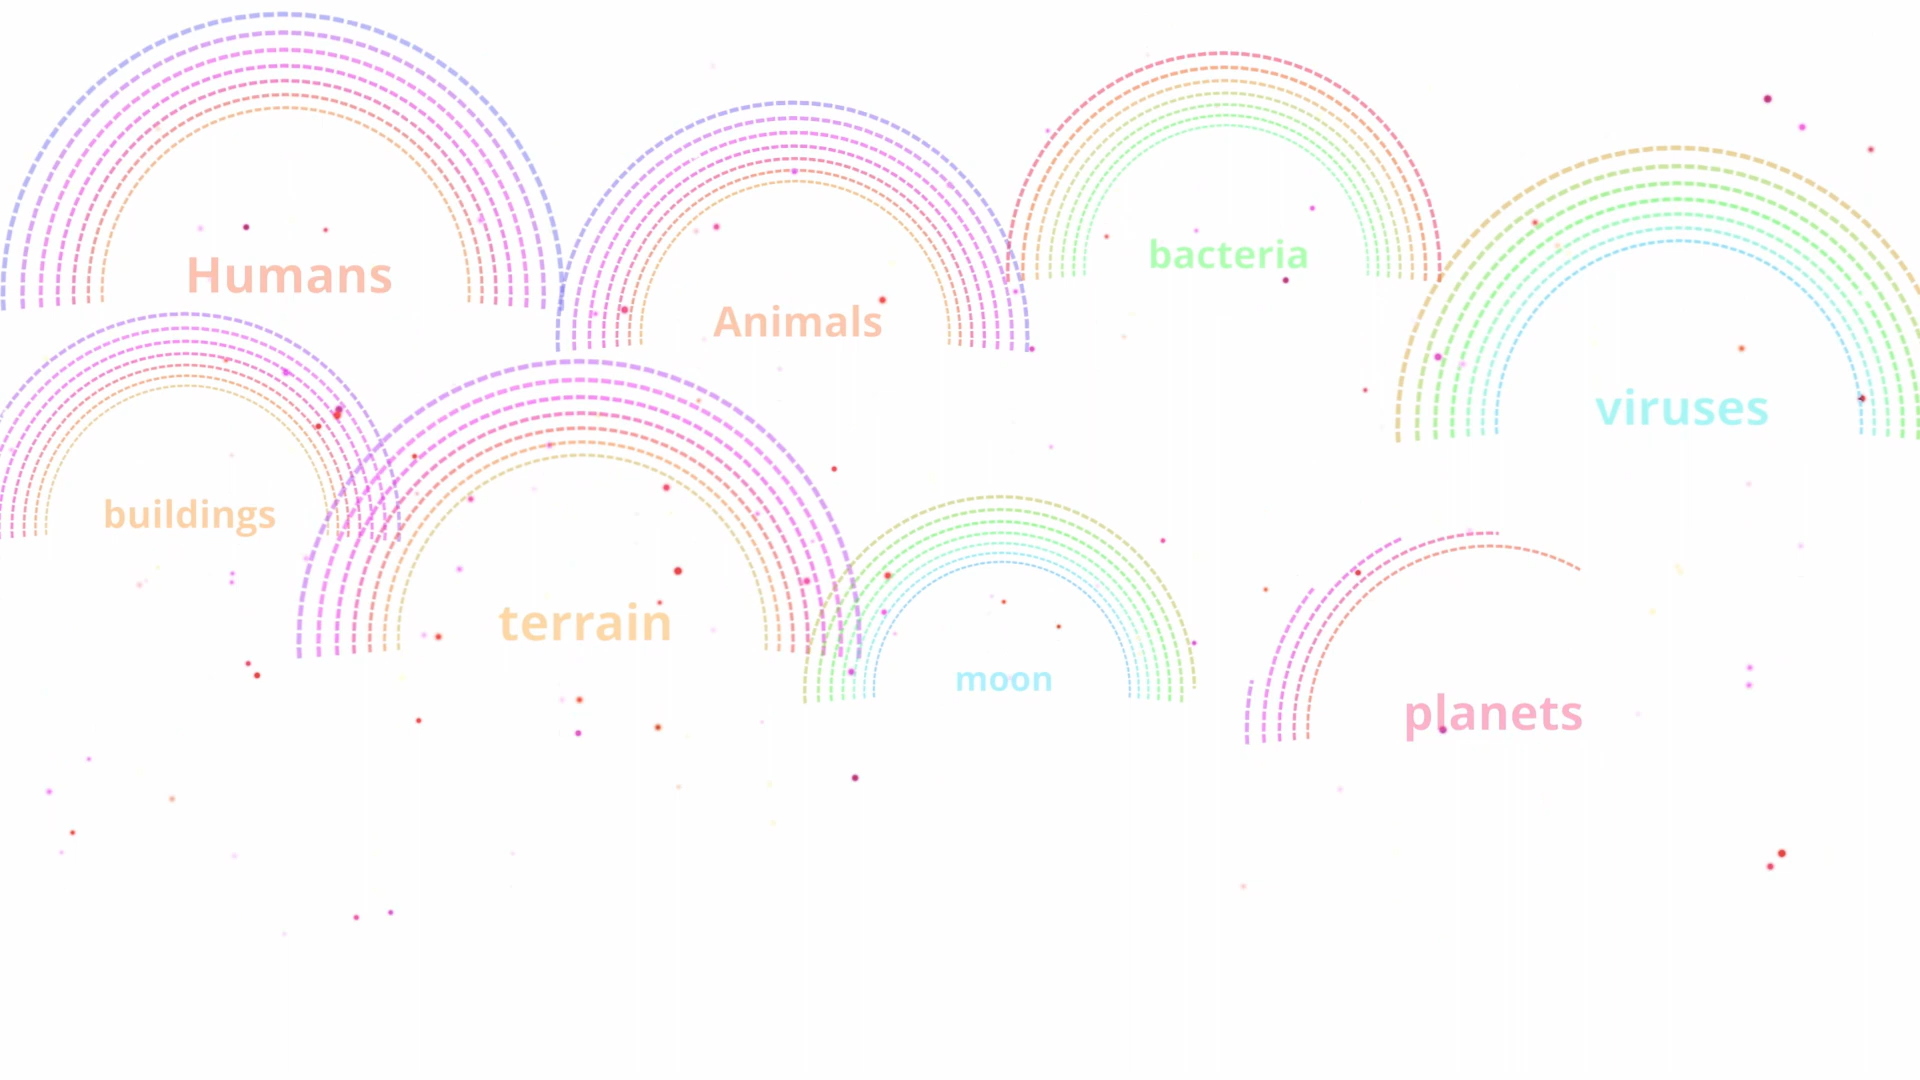 Humans
Animals
bacteria
viruses
buildings
terrain
moon
planets